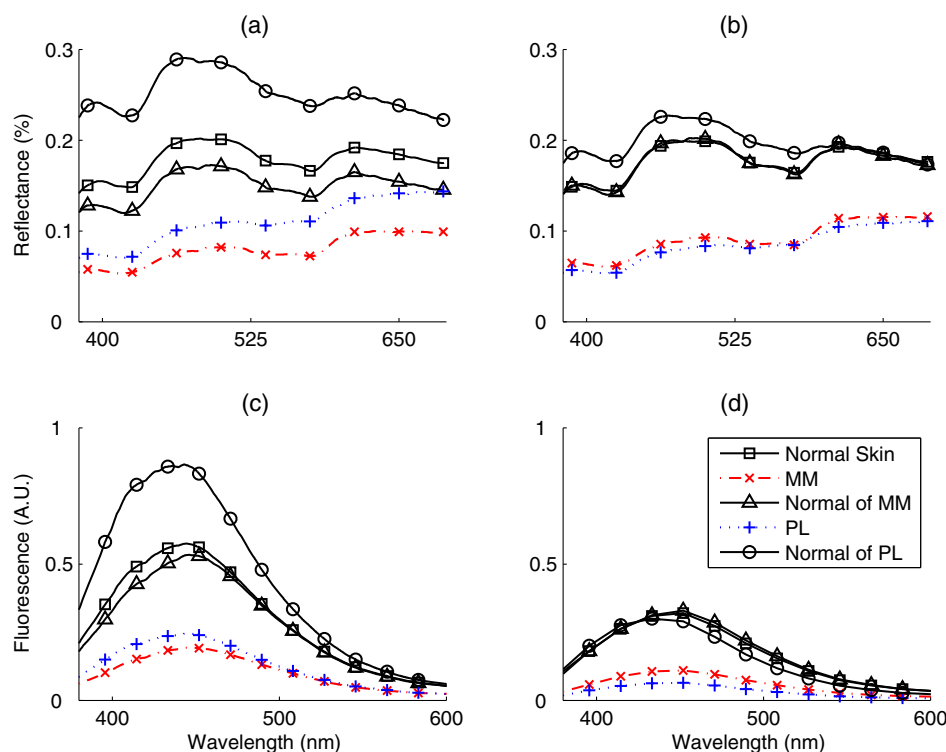 (a)
(b)
0.3
0.2
0.1
0
Reflectance (%)
400
525
650
0.3
0.2
0.1
0
400
525
650
(c)
(d)
1
0.5
0
Fluorescence (A.U.)
400
500
600
Wavelength (nm)
1
0.5
0
400
500
600
Wavelength (nm)
Normal Skin
MM
Normal of MM
PL
Normal of PL